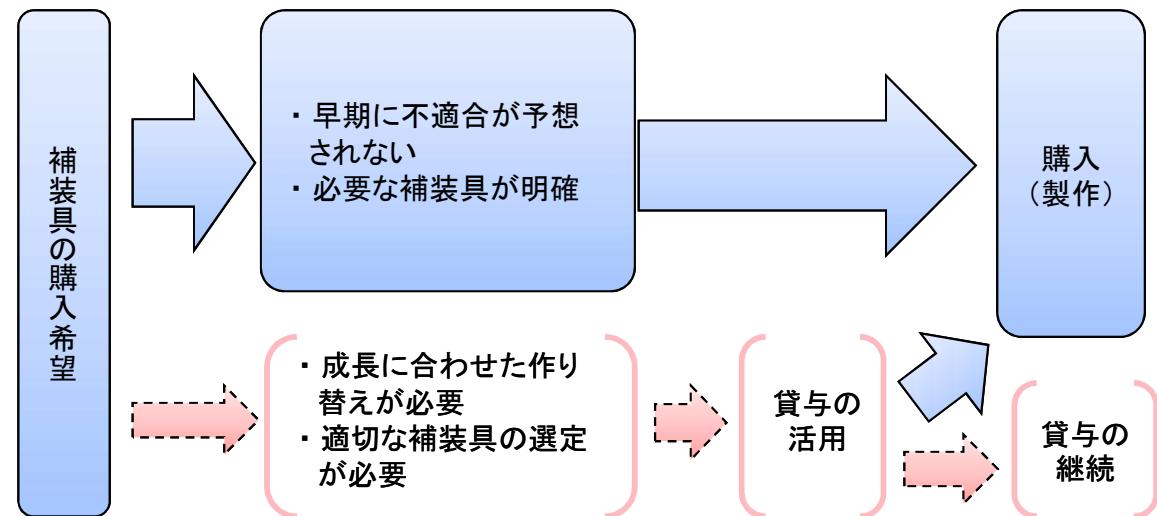 補装具の購入希望
・早期に不適合が予想
されない
・必要な補装具が明確
購入
（製作）
・成長に合わせた作り
替えが必要
・適切な補装具の選定
が必要
貸与の
活用
貸与の
継続